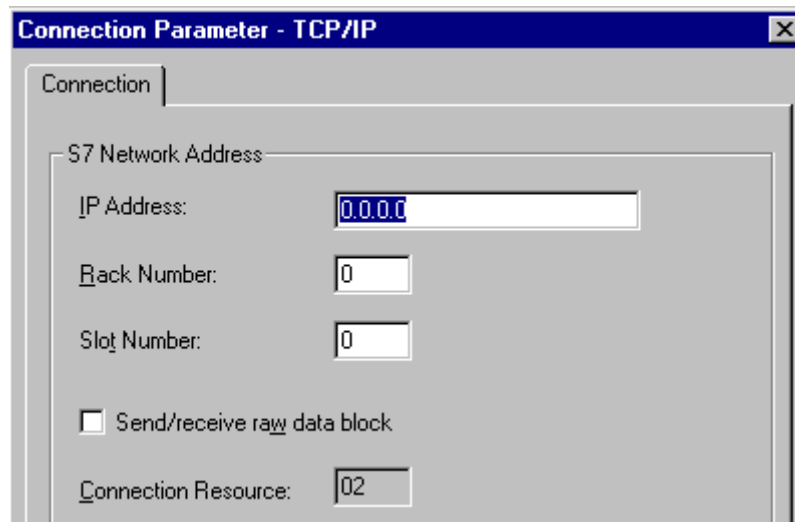 Connection Parameter - TCP/IP
Connection
S7 Network Address
IP Address: 0.0.0.0
Rack Number: 0
Slot Number: 0
Send/receive raw data block
Connection Resource: 02